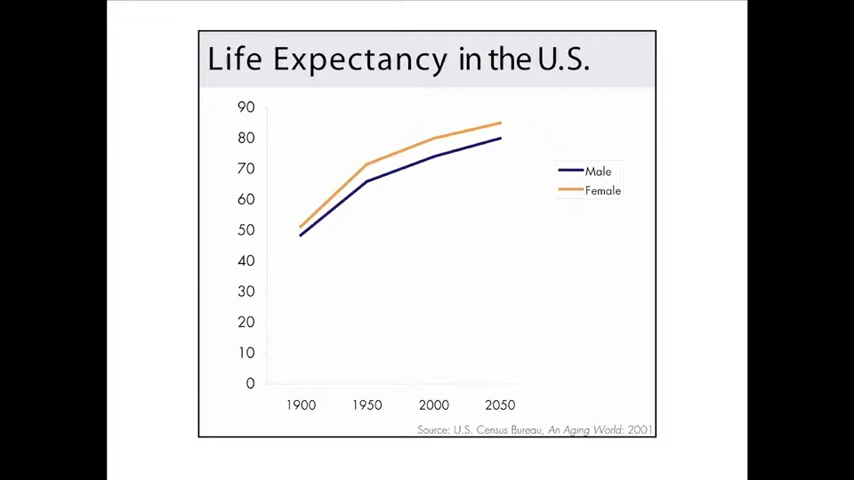 Life Expectancy in the U.S.
90
80
70
60
50
40
30
20
10
0
Male
Female
1900 1950 2000 2050
Source: U.S. Census Bureau, An Aging World: 2001